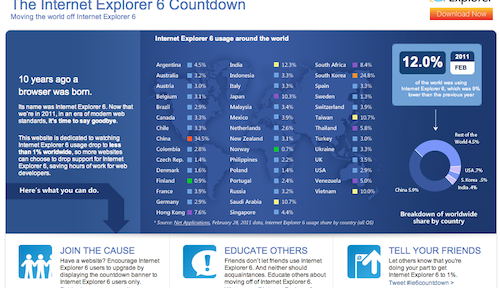 The Internet Explorer 6 Countdown
Moving the world off Internet Explorer 6
Explorer
Download Now
10 years ago a
browser was born.
Its name was Internet Explorer 6. Now that
we're in 2011, in an era of modern web
standards, it's time to say goodbye.
This website is dedicated to watching
Internet Explorer 6 usage drop to less
than 1% worldwide, so more websites
can choose to drop support for Internet
Explorer 6, saving hours of work for web
developers.
Here's what you can do.
Internet Explorer 6 usage around the world
Argentina 4.5%
Australia 3.2%
Austria 3.0%
Belgium 3.1%
Brazil 2.9%
Canada 3.3%
Chile 3.3%
China 34.5%
Colombia 2.8%
Czech Rep. 1.4%
Denmark 1.6%
Finland 0.9%
France 3.9%
Germany 2.9%
Hong Kong 7.6%
India 12.3%
Indonesia 3.3%
Italy 3.3%
Japan 10.3%
Malaysia 3.4%
Mexico 3.9%
Netherlands 2.6%
New Zealand 3.1%
Norway 0.7%
Philippines 2.2%
Poland 1.4%
Portugal 2.4%
Russia 3.2%
Saudi Arabia 10.7%
Singapore 4.4%
South Africa 8.4%
South Korea 24.8%
Spain 3.3%
Sweden 1.3%
Switzerland 3.9%
Taiwan 10.7%
Thailand 5.8%
Turkey 3.0%
Ukraine 3.3%
UK 3.5%
USA 2.9%
Venezuela 5.0%
Vietnam 10.0%
* Source: Net Applications, February 28, 2011 data, Internet Explorer 6 usage share by country (all OS)
12.0%
2011
FEB
of the world was using
Internet Explorer 6, which was 9%
lower than the previous year
Rest of the
World 4.5%
USA .7%
S. Korea .5%
India .4%
China 5.9%
Breakdown of worldwide
share by country
JOIN THE CAUSE
Have a website? Encourage Internet
Explorer 6 users to upgrade by
displaying the countdown banner to
Internet Explorer 6 users only.
EDUCATE OTHERS
Friends don't let friends use Internet
Explorer 6. And neither should
acquaintances. Educate others about
moving off of Internet Explorer 6.
TELL YOUR FRIENDS
Let others know that you're
doing your part to get
Internet Explorer 6 to 1%.
Tweet #ie6countdown >